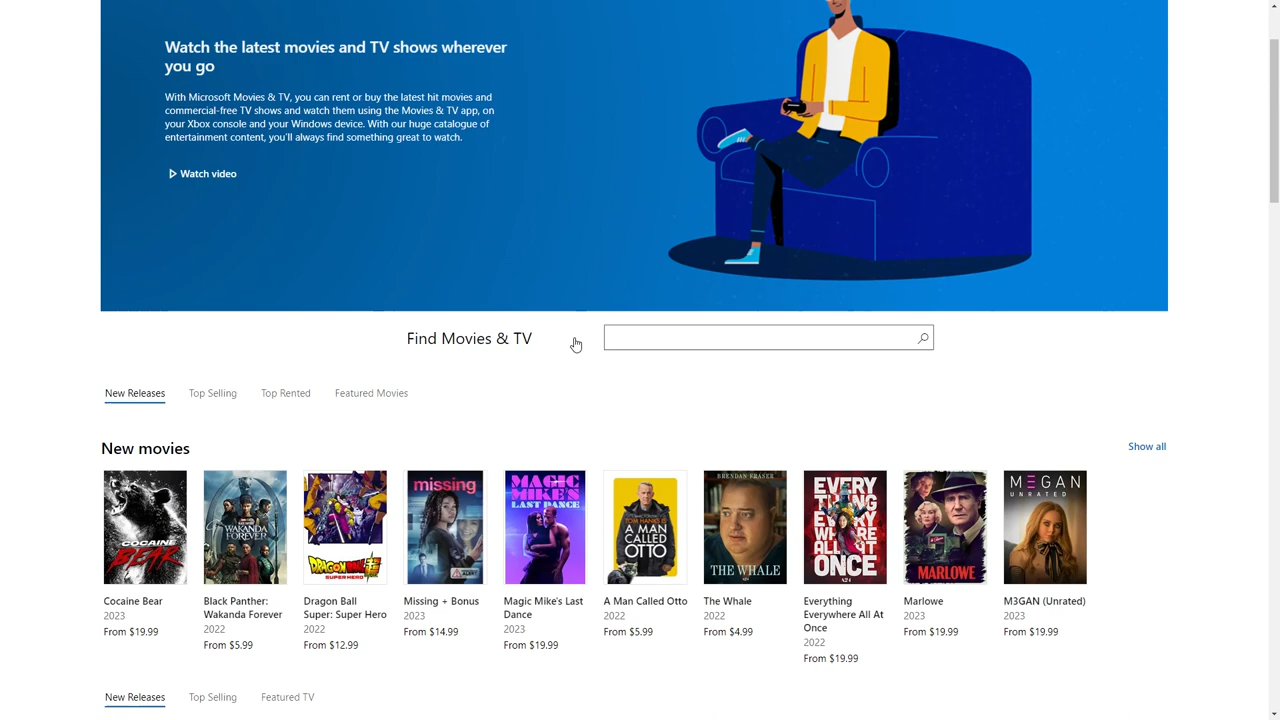 Watch the latest movies and TV shows wherever
you go
With Microsoft Movies & TV, you can rent or buy the latest hit movies and
commercial-free TV shows and watch them using the Movies & TV app, on
your Xbox console and your Windows device. With our huge catalogue of
entertainment content, you'll always find something great to watch.
Watch video
Find Movies & TV
New Releases Top Selling Top Rented Featured Movies
New movies Show all
COCAINE
BEAR
WAKANDA
FOREVER
DRAGONBALL
SUPER HERO
missing
MAGIC
MIKE'S
LAST DANCE
TOM HANKS IS
A MAN
CALLED
OTTO
BRENDAN FRASER
THE WHALE
EVERY
THING
EVERY
WHERE
ALL AT
ONCE
A24
MARLOWE
M3GAN
UNRATED
Cocaine Bear
2023
From $19.99
Black Panther:
Wakanda Forever
2022
From $5.99
Dragon Ball
Super: Super Hero
2022
From $12.99
Missing + Bonus
2023
From $14.99
Magic Mike's Last
Dance
2023
From $19.99
A Man Called Otto
2022
From $5.99
The Whale
2022
From $4.99
Everything
Everywhere All At
Once
2022
From $19.99
Marlowe
2023
From $19.99
M3GAN (Unrated)
2023
From $19.99
New Releases Top Selling Featured TV